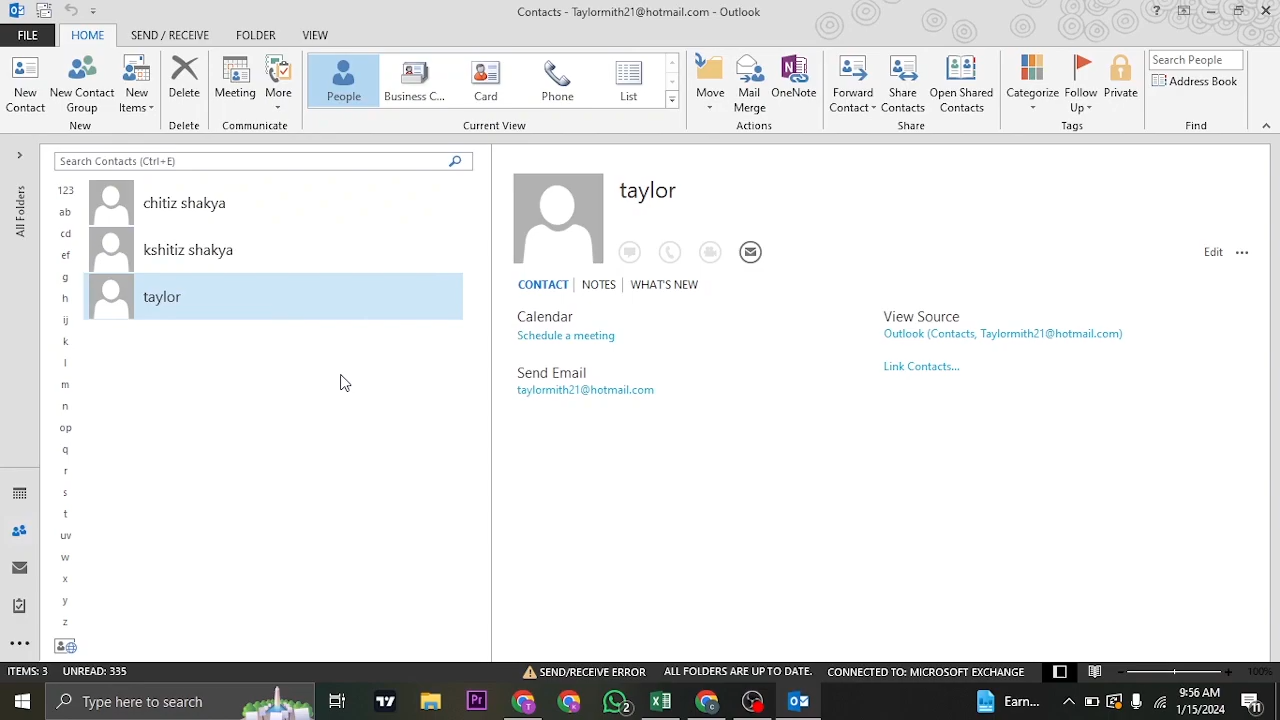 Contacts - Taylormith21@hotmail.com - Outlook
FILE HOME SEND / RECEIVE FOLDER VIEW
New Contact
New Contact Group
New Items
Delete
Meeting
More
People
Business C...
Card
Phone
List
Move
Mail Merge
OneNote
Forward Contact
Share Contacts
Open Shared Contacts
Categorize
Follow Up
Private
Search People
Address Book
New Delete Communicate Current View Actions Share Tags Find
All Folders
Search Contacts (Ctrl+E)
123
ab
cd
ef
g
h
ij
k
l
m
n
op
q
r
s
t
uv
w
x
y
z
chitiz shakya
kshitiz shakya
taylor
taylor
Edit
CONTACT NOTES WHAT'S NEW
Calendar
Schedule a meeting
Send Email
taylormith21@hotmail.com
View Source
Outlook (Contacts, Taylormith21@hotmail.com)
Link Contacts...
ITEMS: 3 UNREAD: 335 SEND/RECEIVE ERROR ALL FOLDERS ARE UP TO DATE. CONNECTED TO: MICROSOFT EXCHANGE 100%
Type here to search
Pr
2
Earn...
9:56 AM
1/15/2024
11